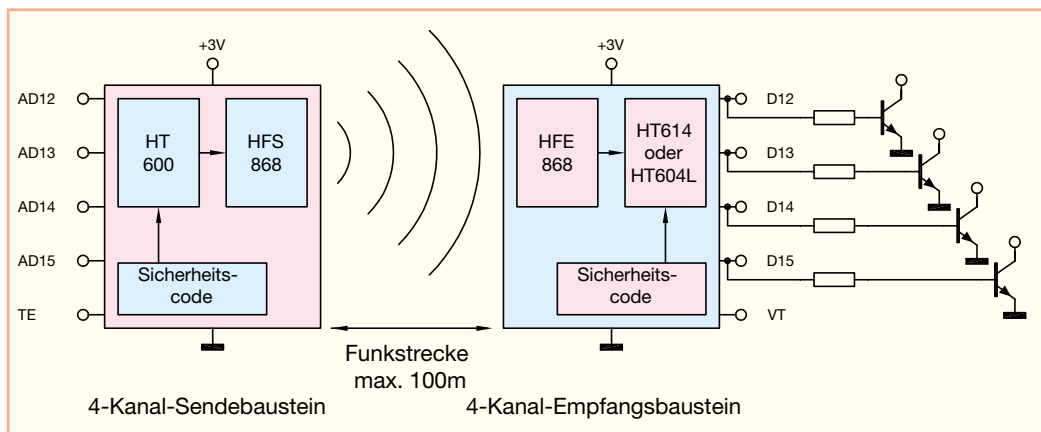 +3V
AD12
AD13
AD14
AD15
TE
HT
600
HFS
868
Sicherheits-
code
Funkstrecke
max. 100m
4-Kanal-Sendebaustein
+3V
HFE
868
HT614
oder
HT604L
Sicherheits-
code
D12
D13
D14
D15
VT
4-Kanal-Empfangsbaustein